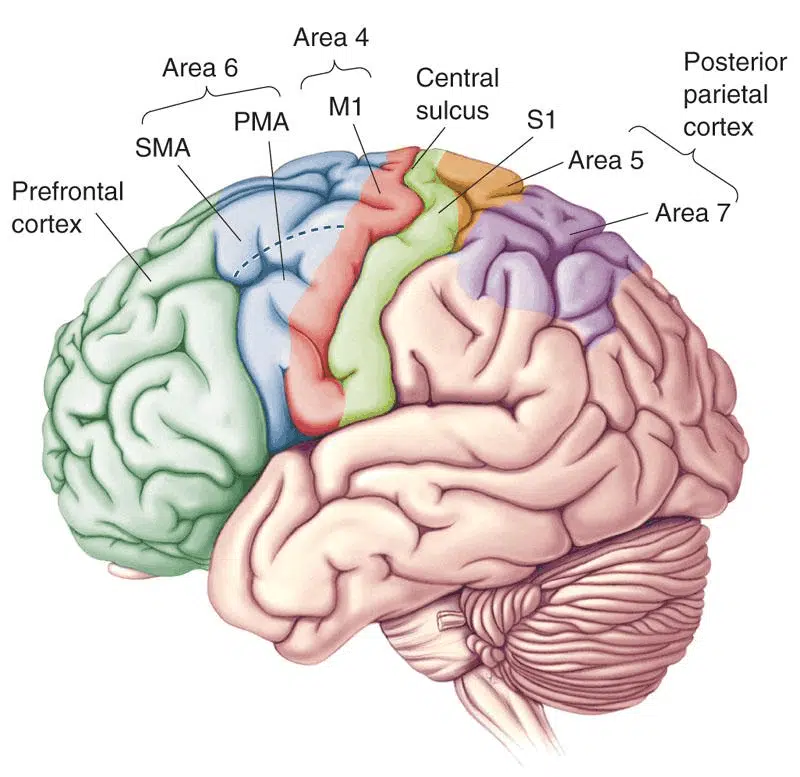 Area 4
Area 6
Central
sulcus
Posterior
parietal
cortex
M1
PMA
S1
SMA
Area 5
Prefrontal
cortex
Area 7